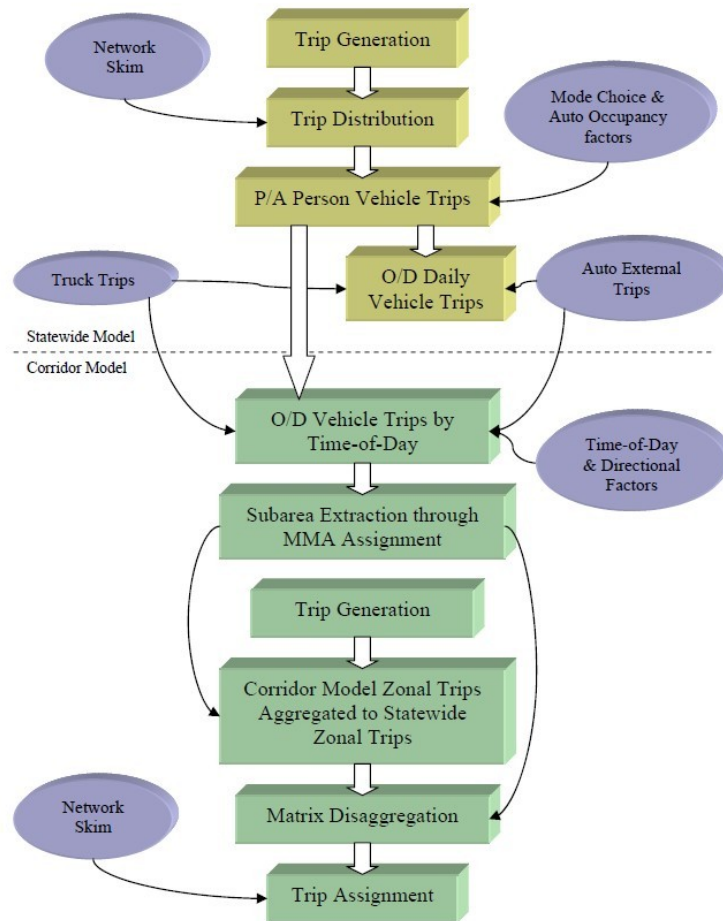 Network
Skim
Trip Generation
Trip Distribution
Mode Choice &
Auto Occupancy
factors
P/A Person Vehicle Trips
Truck Trips
O/D Daily
Vehicle Trips
Auto External
Trips
Statewide Model
Corridor Model
O/D Vehicle Trips by
Time-of-Day
Time-of-Day
& Directional
Factors
Subarea Extraction through
MMA Assignment
Trip Generation
Corridor Model Zonal Trips
Aggregated to Statewide
Zonal Trips
Matrix Disaggregation
Network
Skim
Trip Assignment